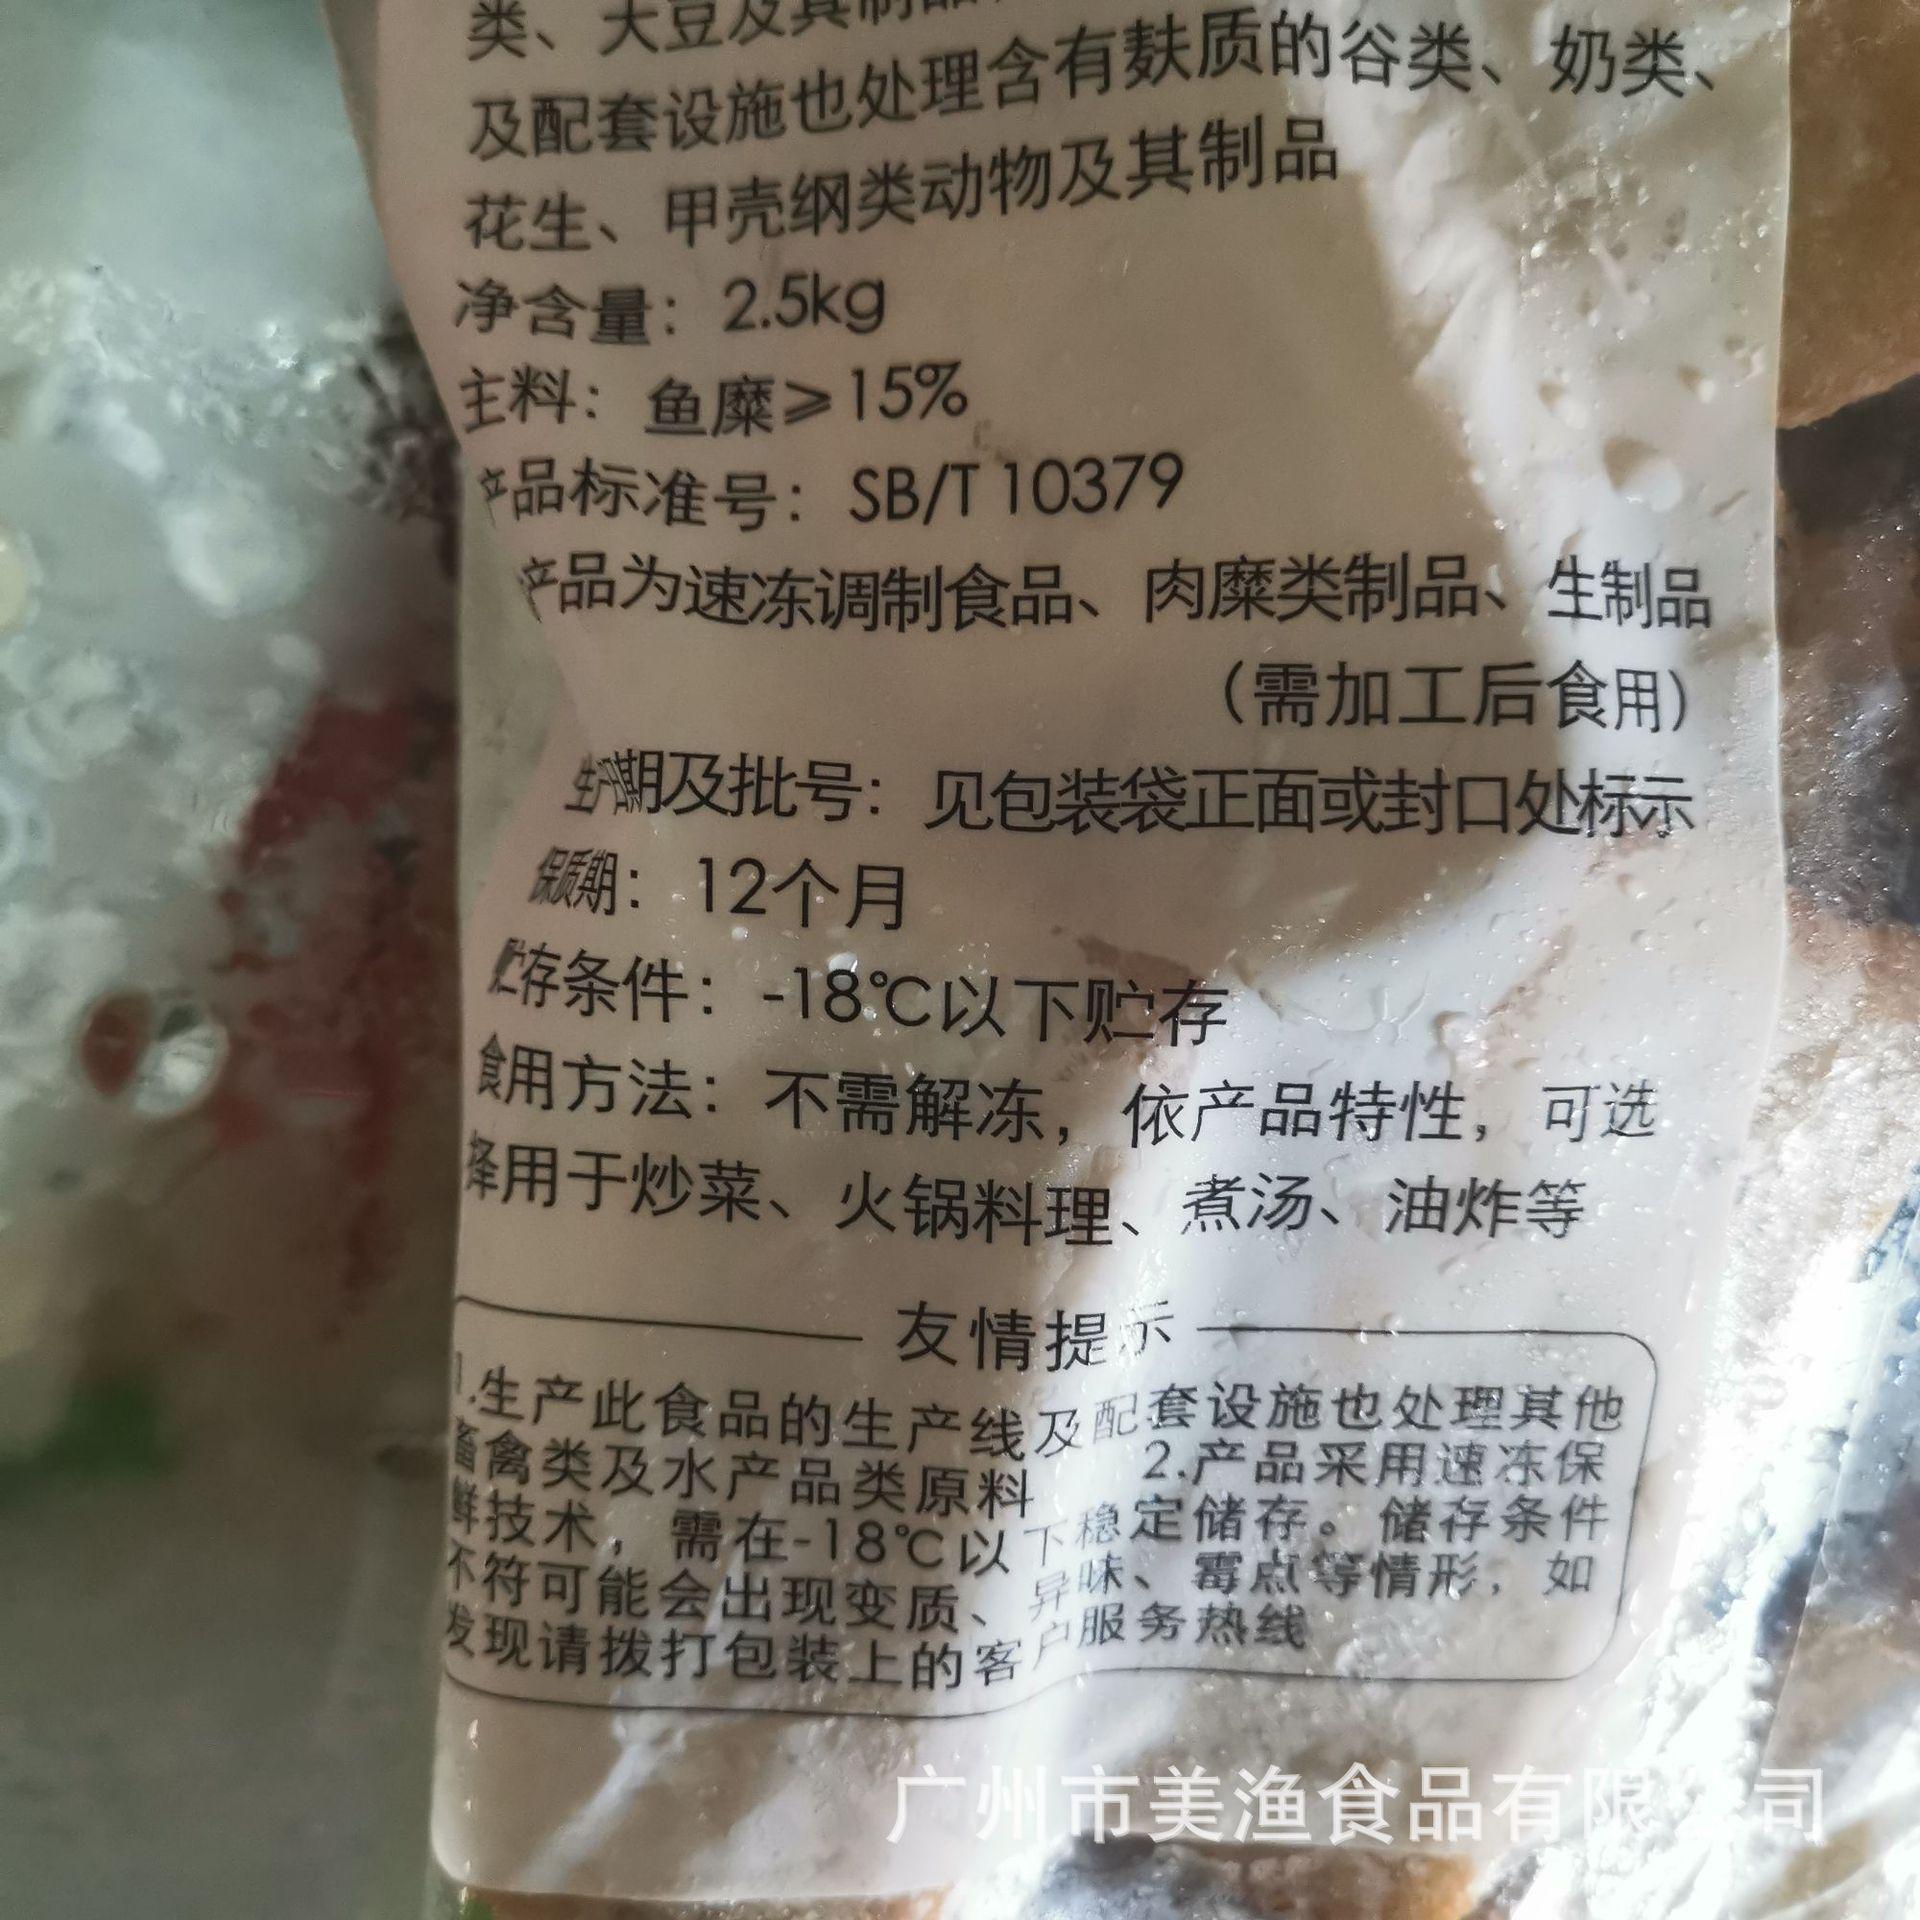 类、大豆及其制品
及配套设施也处理含有麸质的谷类、奶类、
花生、甲壳纲类动物及其制品
净含量：2.5kg
主料：鱼糜≥15%
产品标准号：SB/T 10379
产品为速冻调制食品、肉糜类制品、生制品
（需加工后食用）
生产日期及批号：见包装袋正面或封口处标示
保质期：12个月
贮存条件：-18℃以下贮存
食用方法：不需解冻，依产品特性，可选
择用于炒菜、火锅料理、煮汤、油炸等
友情提示
1.生产此食品的生产线及配套设施也处理其他
畜禽类及水产品类原料 2.产品采用速冻保
鲜技术，需在-18℃以下稳定储存。储存条件
不符可能会出现变质、异味、霉点等情形，如
发现请拨打包装上的客户服务热线
广州市美渔食品有限公司